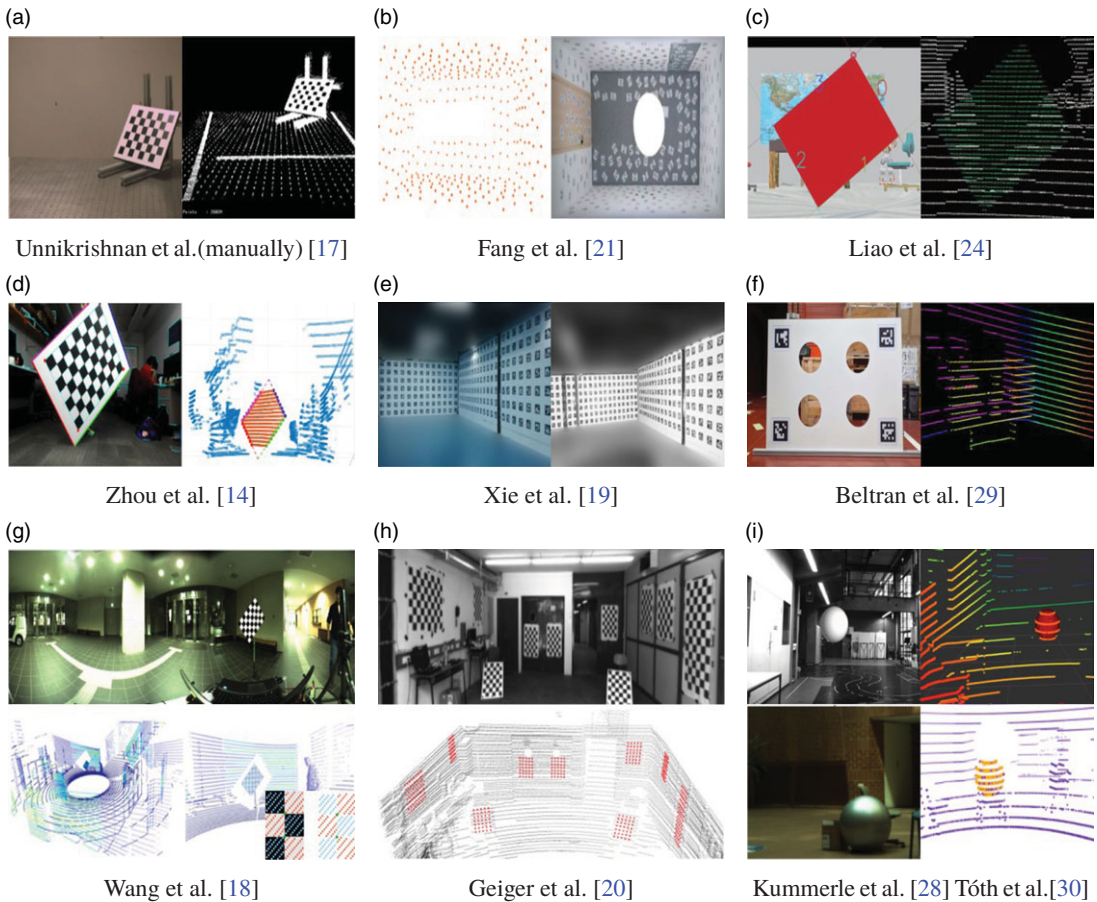 (a)
(b)
(c)
2
1
Unnikrishnan et al.(manually) [17]
Fang et al. [21]
Liao et al. [24]
(d)
(e)
(f)
Zhou et al. [14]
Xie et al. [19]
Beltran et al. [29]
(g)
(h)
(i)
Wang et al. [18]
Geiger et al. [20]
Kummerle et al. [28] Tóth et al.[30]